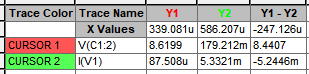 Trace Color Trace Name Y1 Y2 Y1 - Y2
X Values 339.081u 586.207u -247.126u
CURSOR 1 V(C1:2) 8.6199 179.212m 8.4407
CURSOR 2 I(V1) 87.508u 5.3321m -5.2446m